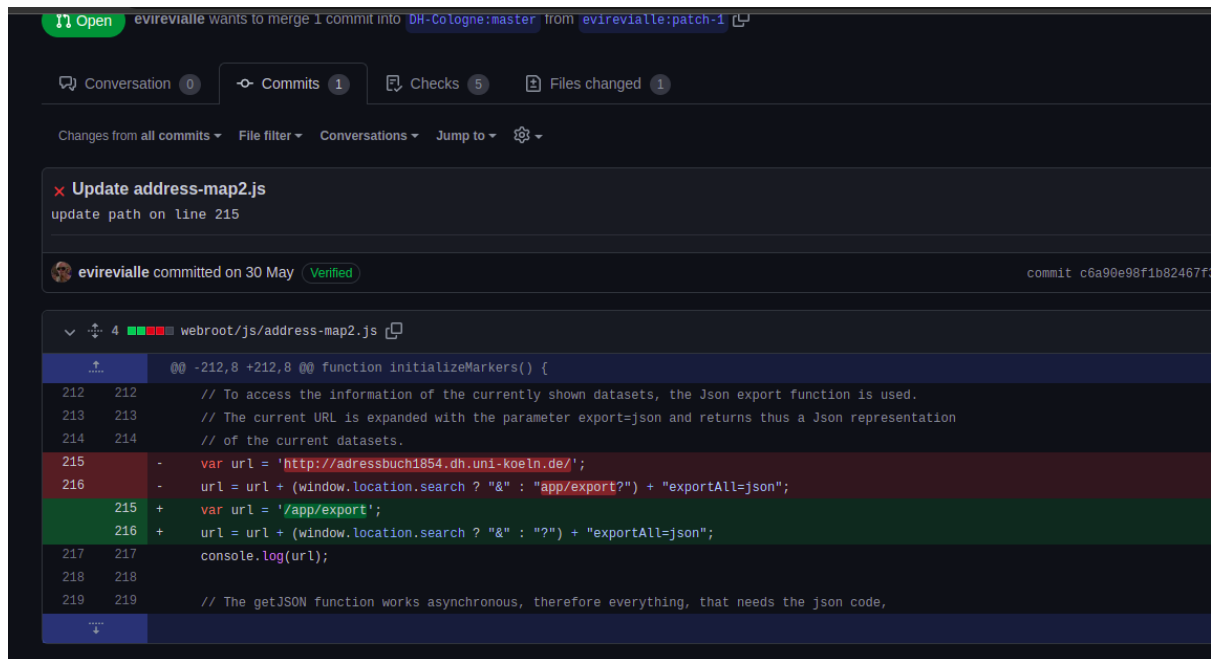 Open evirevialle wants to merge 1 commit into DH-Cologne:master from evirevialle:patch-1
Conversation 0 Commits 1 Checks 5 Files changed 1
Changes from all commits File filter Conversations Jump to
Update address-map2.js
update path on line 215
evirevialle committed on 30 May Verified commit c6a90e98f1b82467f3
4 webroot/js/address-map2.js
@@ -212,8 +212,8 @@ function initializeMarkers() {
212 212 // To access the information of the currently shown datasets, the Json export function is used.
213 213 // The current URL is expanded with the parameter export=json and returns thus a Json representation
214 214 // of the current datasets.
215 - var url = 'http://adressbuch1854.dh.uni-koeln.de/';
216 - url = url + (window.location.search ? "&" : "app/export?") + "exportAll=json";
215 + var url = '/app/export';
216 + url = url + (window.location.search ? "&" : "?") + "exportAll=json";
217 217 console.log(url);
218 218
219 219 // The getJSON function works asynchronous, therefore everything, that needs the json code,